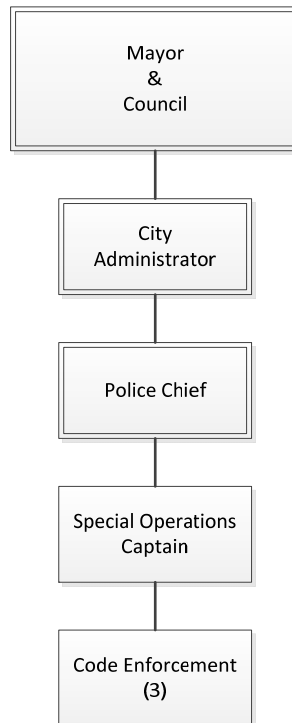 Mayor
&
Council
City
Administrator
Police Chief
Special Operations
Captain
Code Enforcement
(3)